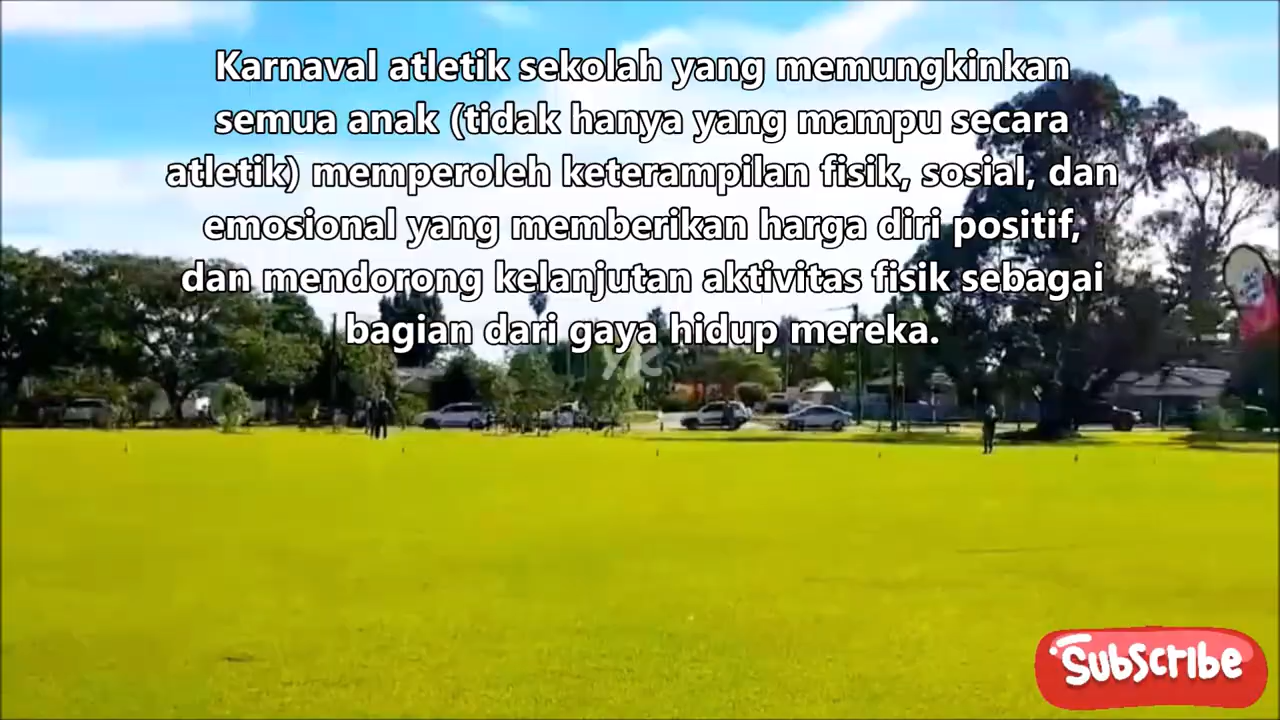 Karnaval atletik sekolah yang memungkinkan
semua anak (tidak hanya yang mampu secara
atletik) memperoleh keterampilan fisik, sosial, dan
emosional yang memberikan harga diri positif,
dan mendorong kelanjutan aktivitas fisik sebagai
bagian dari gaya hidup mereka.
Subscribe